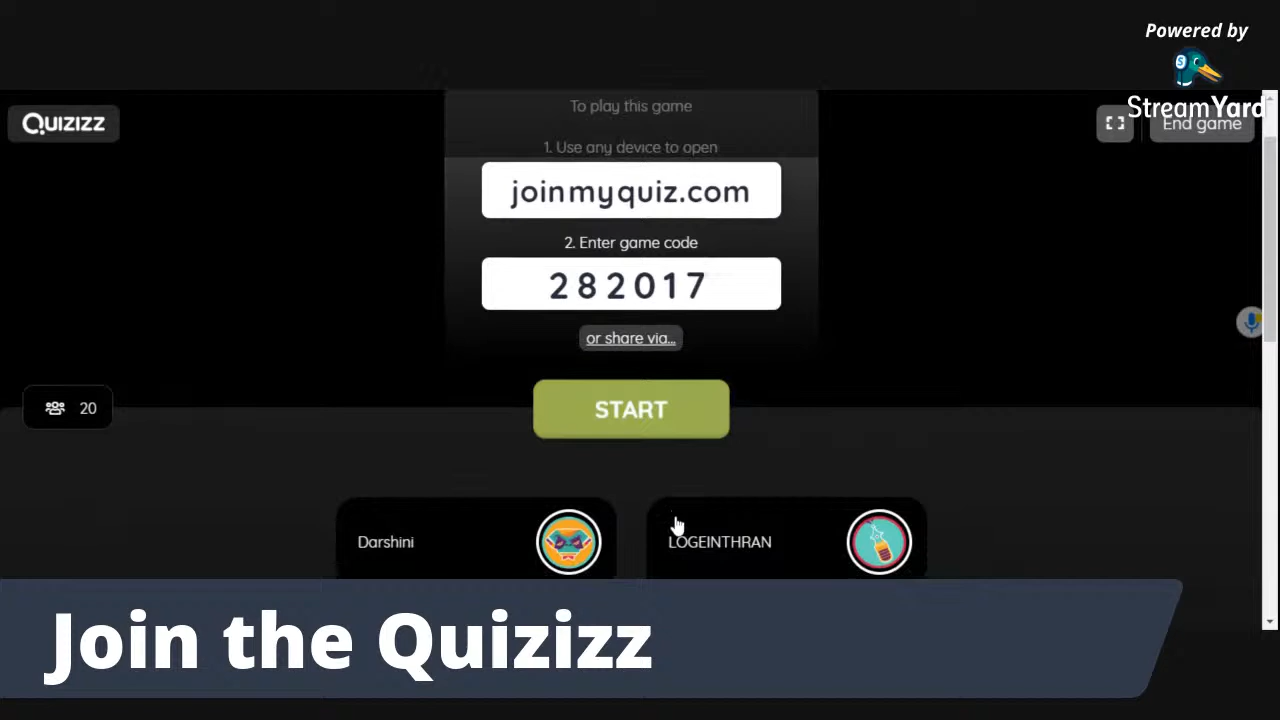 Powered by
StreamYard
QUIZIZZ
End game
To play this game
1. Use any device to open
joinmyquiz.com
2. Enter game code
282017
or share via...
20
START
Darshini
LOGEINTHRAN
Join the Quizizz